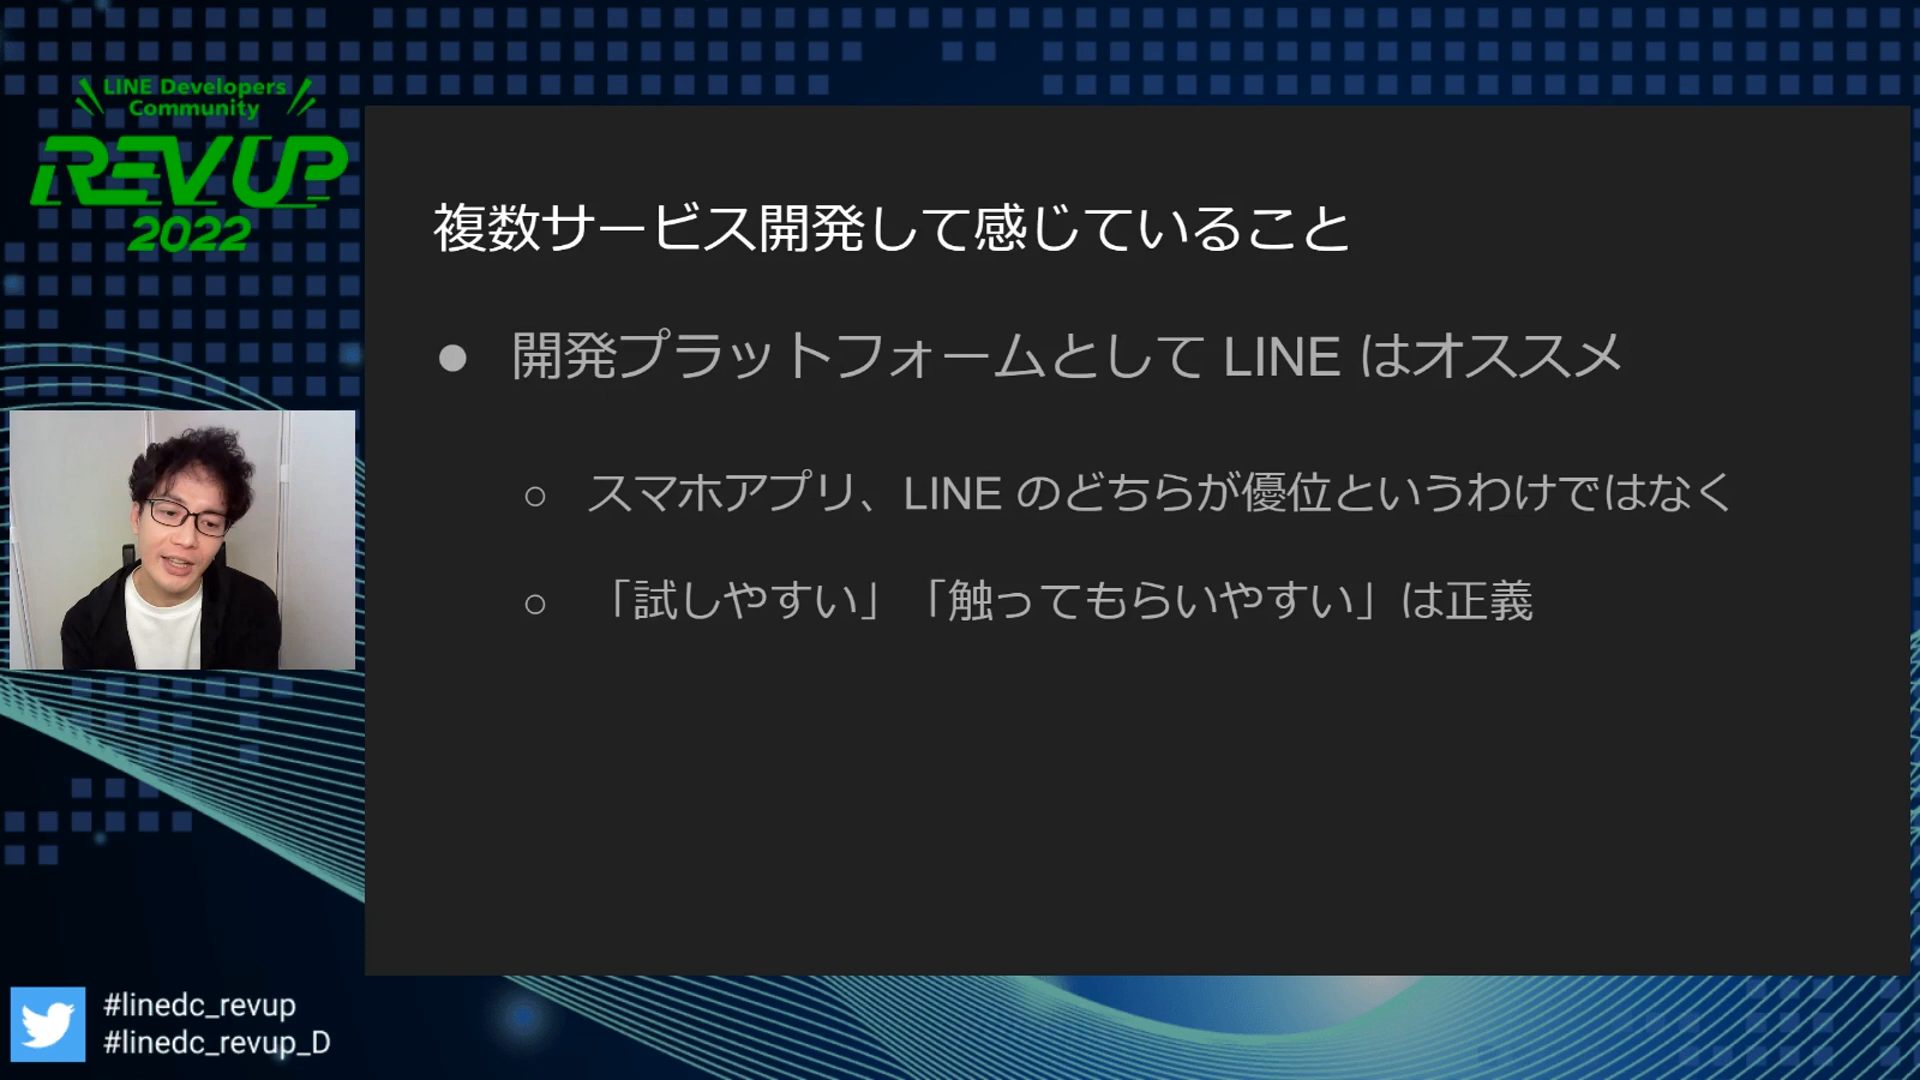 LINE Developers
Community
REVUP
2022
複数サービス開発して感じていること
● 開発プラットフォームとして LINE はオススメ
○ スマホアプリ、LINE のどちらが優位というわけではなく
○ 「試しやすい」「触ってもらいやすい」は正義
#linedc_revup
#linedc_revup_D